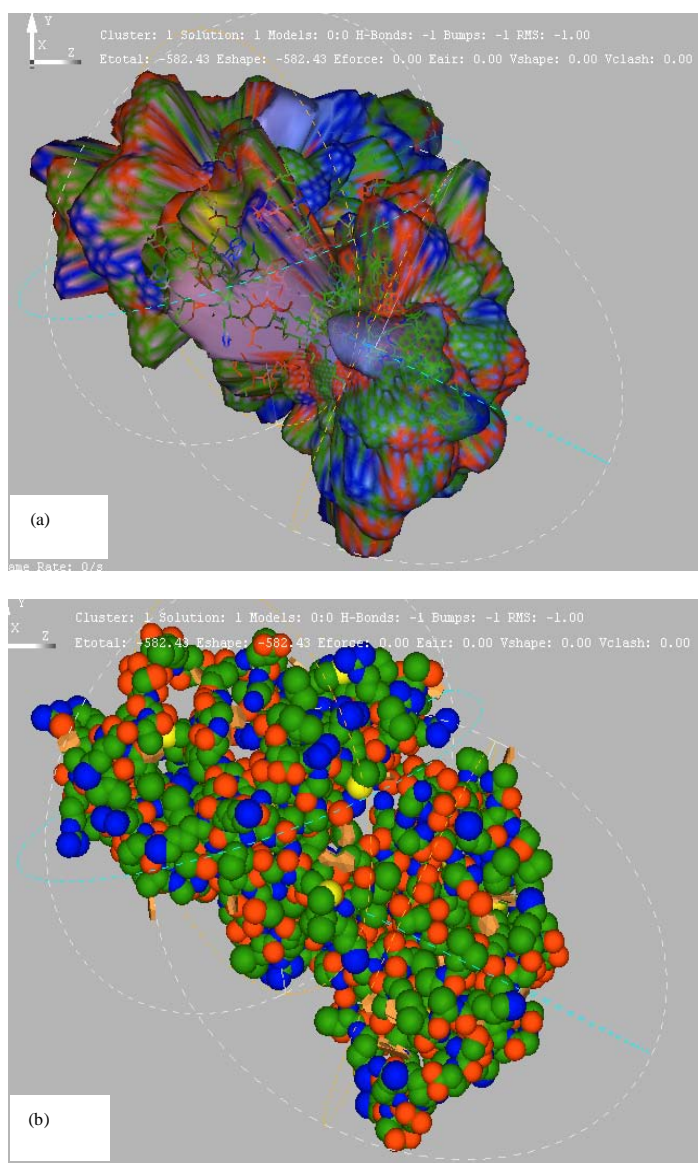 Y
X Z
Cluster: 1 Solution: 1 Models: 0:0 H-Bonds: -1 Bumps: -1 RMS: -1.00
Etotal: -582.43 Eshape: -582.43 Eforce: 0.00 Eair: 0.00 Vshape: 0.00 Vclash: 0.00
(a)
ame Rate: 0/s
Y
X Z
Cluster: 1 Solution: 1 Models: 0:0 H-Bonds: -1 Bumps: -1 RMS: -1.00
Etotal: -582.43 Eshape: -582.43 Eforce: 0.00 Eair: 0.00 Vshape: 0.00 Vclash: 0.00
(b)